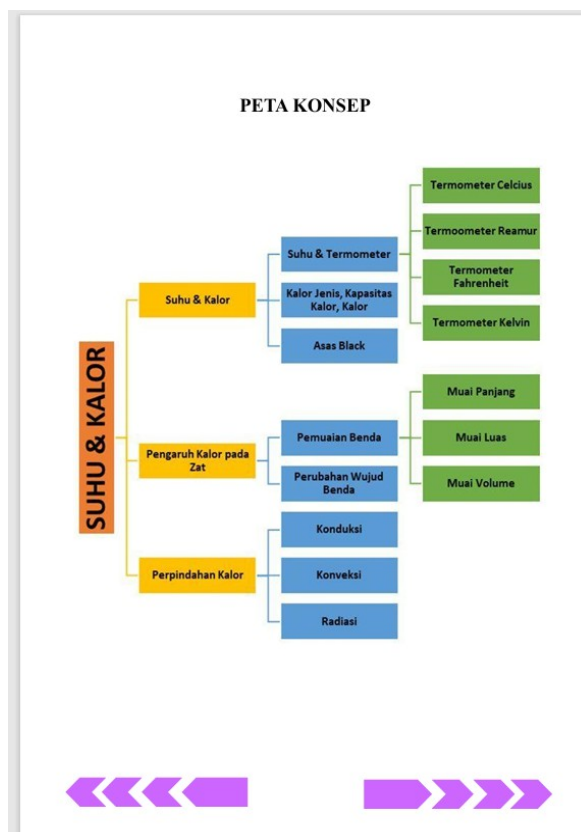 PETA KONSEP
SUHU & KALOR
Suhu & Kalor
Suhu & Termometer
Termometer Celcius
Termoometer Reamur
Termometer
Fahrenheit
Termometer Kelvin
Kalor Jenis, Kapasitas
Kalor, Kalor
Asas Black
Pengaruh Kalor pada
Zat
Pemuaian Benda
Muai Panjang
Muai Luas
Muai Volume
Perubahan Wujud
Benda
Perpindahan Kalor
Konduksi
Konveksi
Radiasi